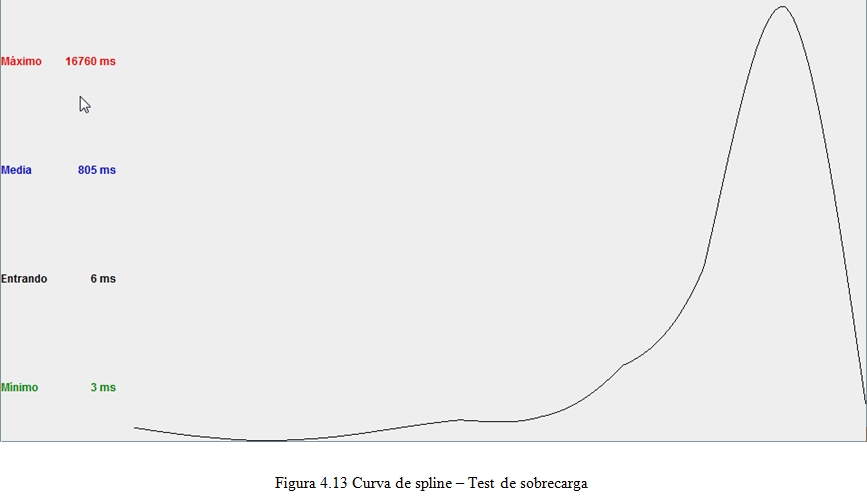 Máximo 16760 ms
Media 805 ms
Entrando 6 ms
Mínimo 3 ms
Figura 4.13 Curva de spline – Test de sobrecarga